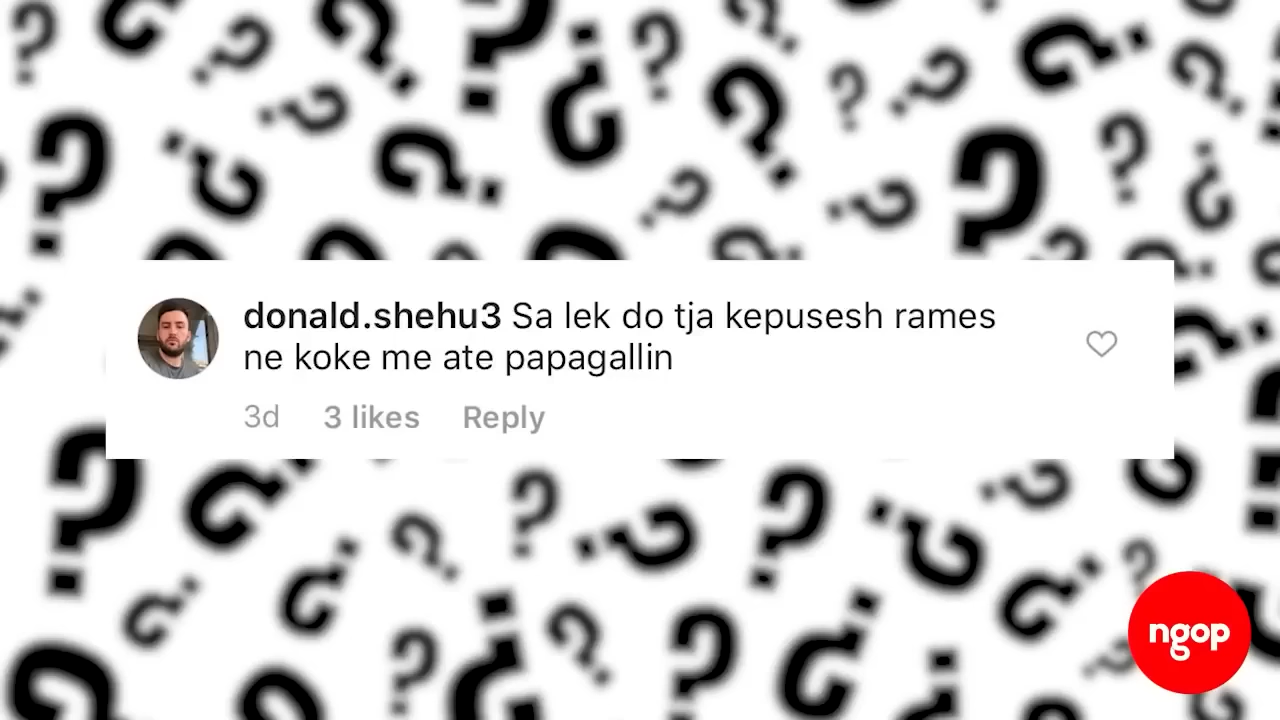 donald.shehu3 Sa lek do tja kepusesh rames
ne koke me ate papagallin
3d 3 likes Reply
ngop